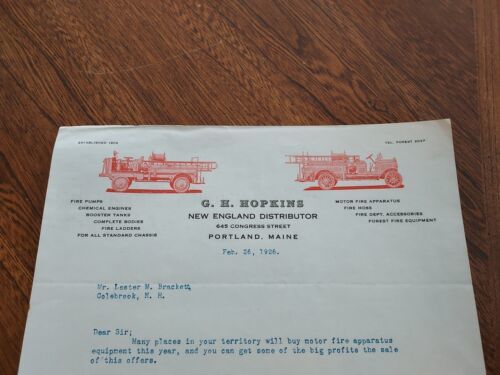 ESTABLISHED 1909
TEL. FOREST
G. H. HOPKINS
NEW ENGLAND DISTRIBUTOR
645 CONGRESS STREET
PORTLAND, MAINE
FIRE PUMPS
CHEMICAL ENGINES
BOOSTER TANKS
COMPLETE BODIES
FIRE LADDERS
FOR ALL STANDARD CHASSIS
MOTOR FIRE APPARATUS
FIRE HOSE
FIRE DEPT. ACCESSORIES
FOREST FIRE EQUIPMENT
Feb. 26, 1926.
Mr. Lester M. Brackett,
Colebrook, N. H.
Dear Sir;
Many places in your territory will buy motor fire apparatus
equipment this year, and you can get some of the big profits the sale
of this offers.